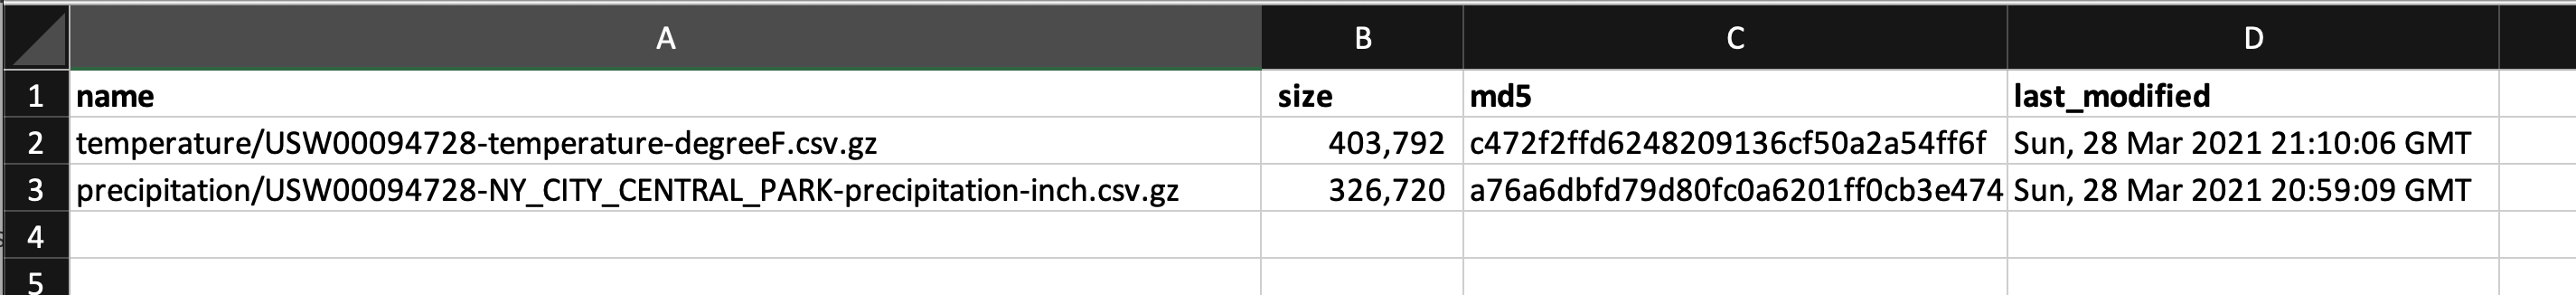 A B C D
1 name size md5 last_modified
2 temperature/USW00094728-temperature-degreeF.csv.gz 403,792 c472f2ffd6248209136cf50a2a54ff6f Sun, 28 Mar 2021 21:10:06 GMT
3 precipitation/USW00094728-NY_CITY_CENTRAL_PARK-precipitation-inch.csv.gz 326,720 a76a6dbfd79d80fc0a6201ff0cb3e474 Sun, 28 Mar 2021 20:59:09 GMT
4
5